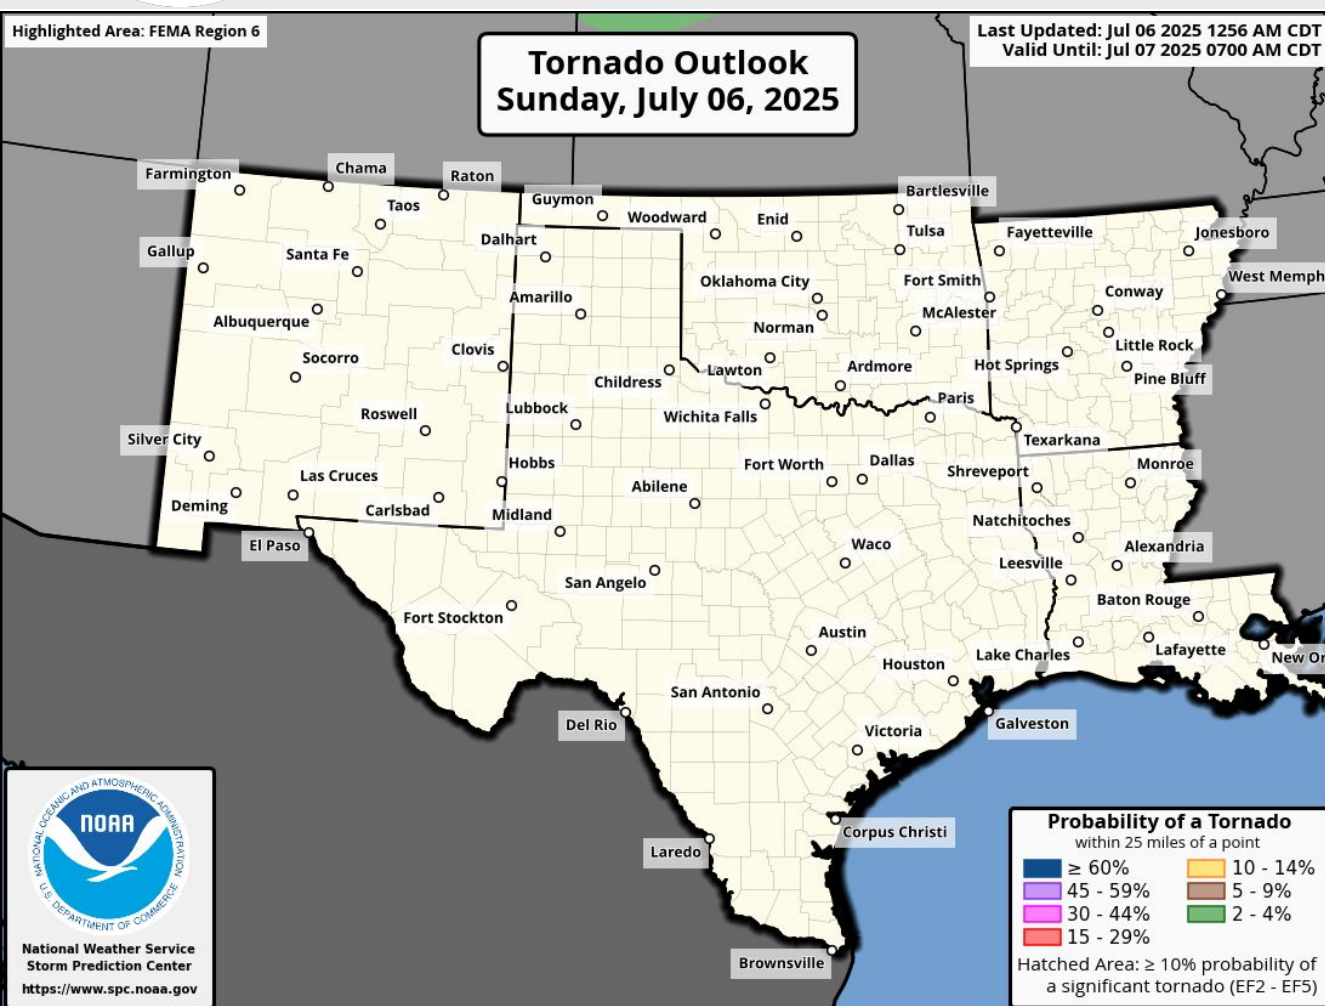 Highlighted Area: FEMA Region 6
Last Updated: Jul 06 2025 1256 AM CDT
Valid Until: Jul 07 2025 0700 AM CDT
Tornado Outlook
Sunday, July 06, 2025
Farmington
Chama
Raton
Taos
Guymon
Woodward
Enid
Bartlesville
Tulsa
Fayetteville
Jonesboro
Gallup
Santa Fe
Dalhart
Oklahoma City
Fort Smith
West Memph
Amarillo
Conway
Albuquerque
Norman
McAlester
Little Rock
Socorro
Clovis
Childress
Lawton
Ardmore
Hot Springs
Pine Bluff
Roswell
Lubbock
Wichita Falls
Paris
Texarkana
Silver City
Las Cruces
Hobbs
Fort Worth
Dallas
Shreveport
Monroe
Deming
Carlsbad
Midland
Abilene
Natchitoches
El Paso
Waco
Alexandria
San Angelo
Leesville
Fort Stockton
Baton Rouge
Austin
Lake Charles
Lafayette
New Or
Houston
San Antonio
Del Rio
Galveston
Victoria
Corpus Christi
Laredo
Brownsville
NATIONAL OCEANIC AND ATMOSPHERIC ADMINISTRATION
NOAA
U.S. DEPARTMENT OF COMMERCE
National Weather Service
Storm Prediction Center
https://www.spc.noaa.gov
Probability of a Tornado
within 25 miles of a point
≥ 60%
10 - 14%
45 - 59%
5 - 9%
30 - 44%
2 - 4%
15 - 29%
Hatched Area: ≥ 10% probability of
a significant tornado (EF2 - EF5)